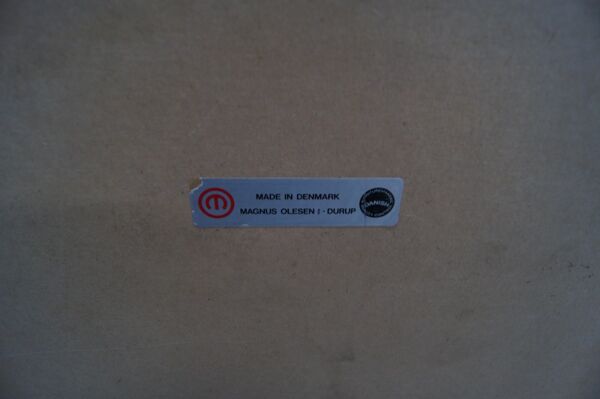 MADE IN DENMARK
MAGNUS OLESEN : - DURUP
DANISH